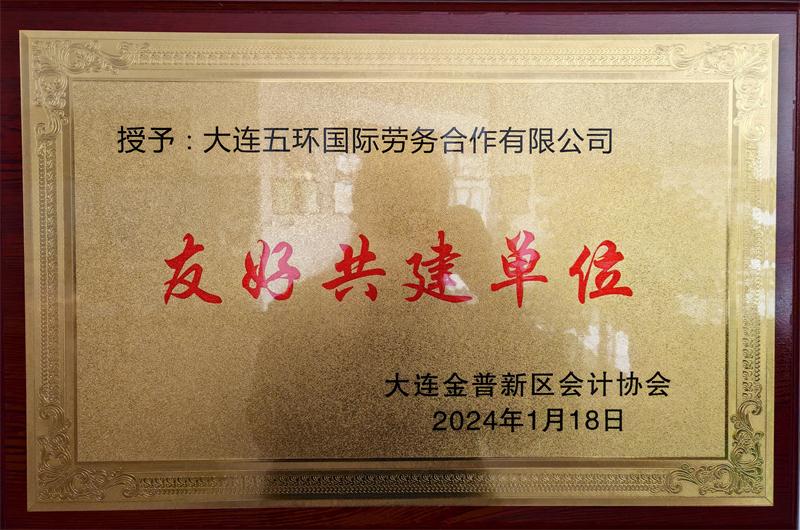 授予：大连五环国际劳务合作有限公司
友好共建单位
大连金普新区会计协会
2024年1月18日